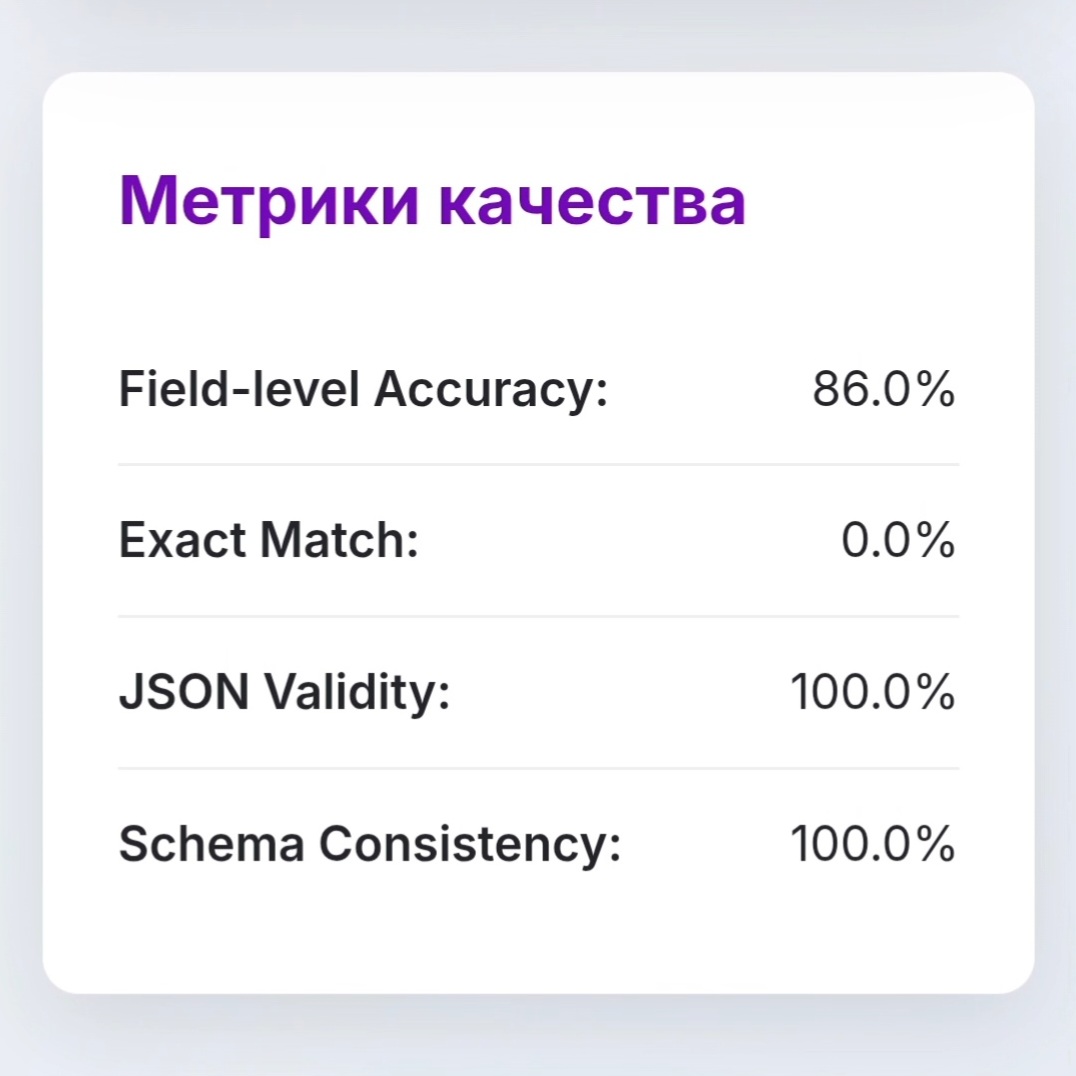 Метрики качества
Field-level Accuracy: 86.0%
Exact Match: 0.0%
JSON Validity: 100.0%
Schema Consistency: 100.0%